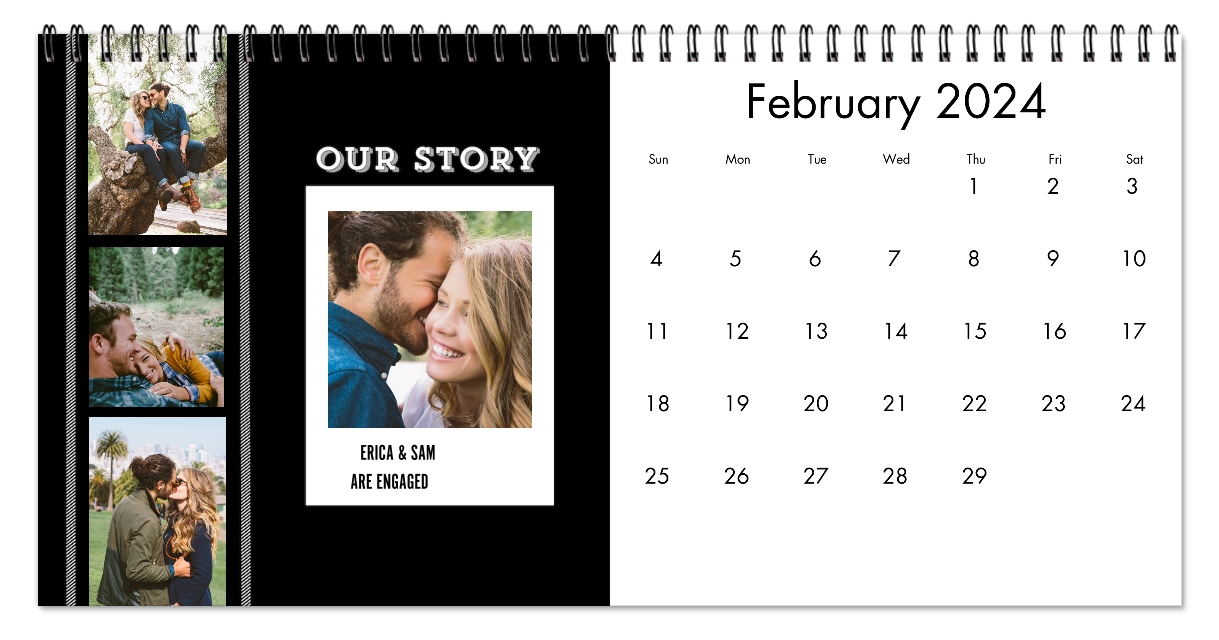 OUR STORY
ERICA & SAM
ARE ENGAGED
February 2024
Sun Mon Tue Wed Thu Fri Sat
1 2 3
4 5 6 7 8 9 10
11 12 13 14 15 16 17
18 19 20 21 22 23 24
25 26 27 28 29